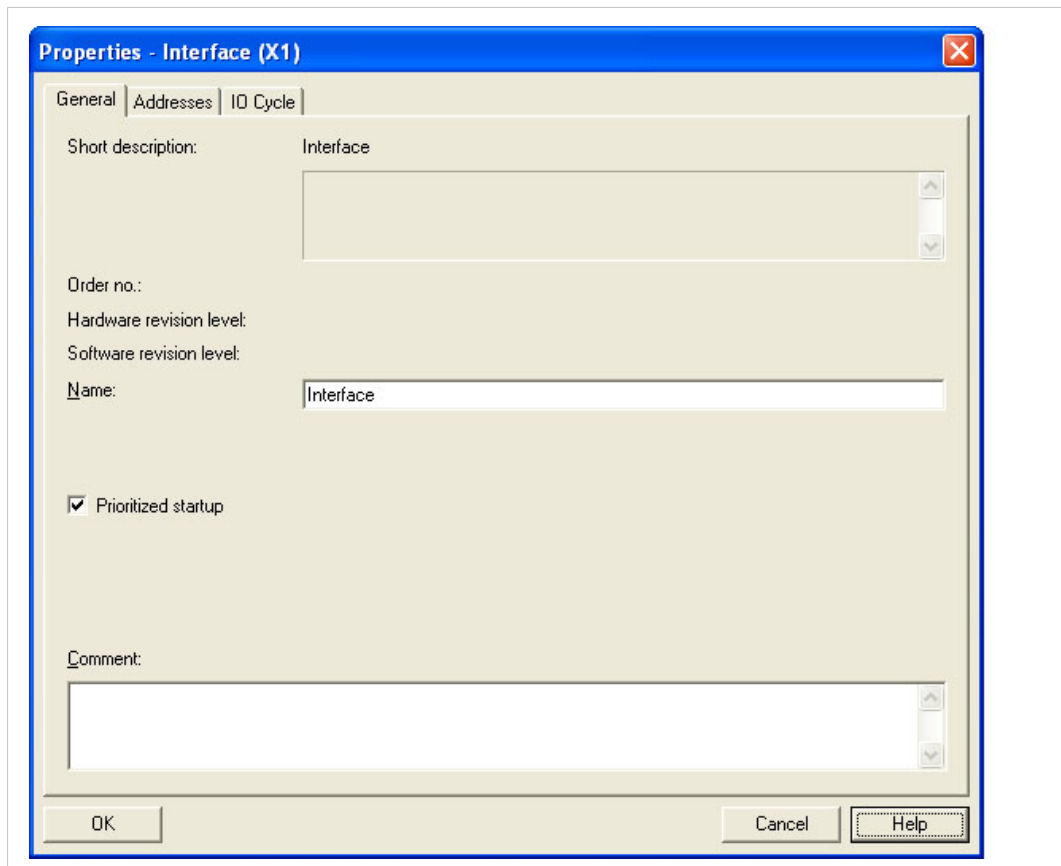 Properties - Interface (X1)
General Addresses IO Cycle
Short description: Interface
Order no.:
Hardware revision level:
Software revision level:
Name: Interface
Prioritized startup
Comment:
OK Cancel Help